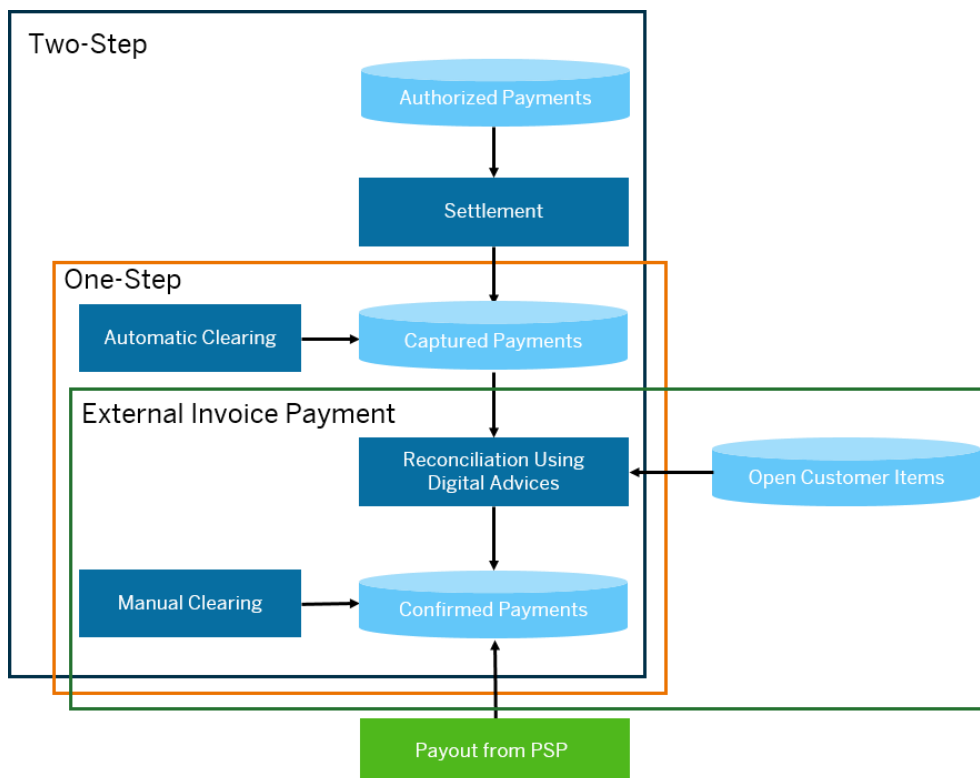 Two-Step
Authorized Payments
Settlement
One-Step
Automatic Clearing
Captured Payments
External Invoice Payment
Reconciliation Using
Digital Advices
Open Customer Items
Manual Clearing
Confirmed Payments
Payout from PSP